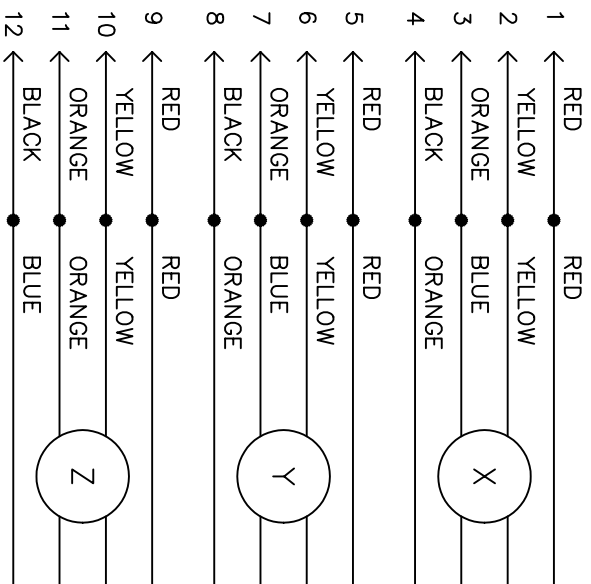 1 RED RED
2 YELLOW YELLOW
X
3 ORANGE BLUE
4 BLACK ORANGE
5 RED RED
6 YELLOW YELLOW
Y
7 ORANGE BLUE
8 BLACK ORANGE
9 RED RED
10 YELLOW YELLOW
Z
11 ORANGE ORANGE
12 BLACK BLUE